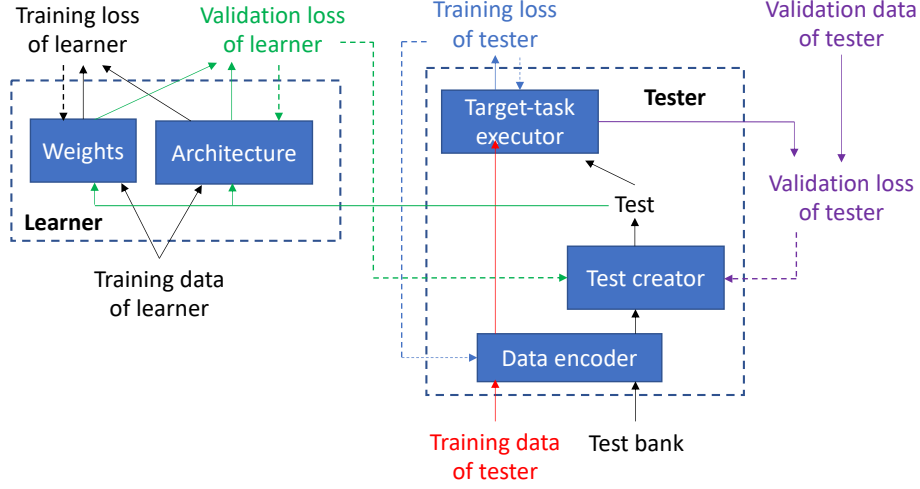 Training loss
of learner
Validation loss
of learner
Training loss
of tester
Validation data
of tester
Weights
Architecture
Learner
Target-task
executor
Tester
Test
Validation loss
of tester
Training data
of learner
Test creator
Data encoder
Training data
of tester
Test bank